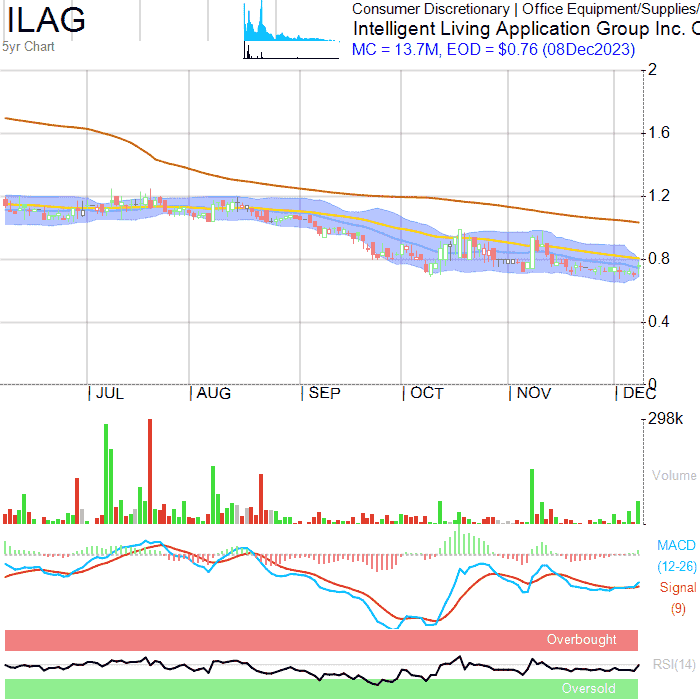 ILAG
5yr Chart
Consumer Discretionary | Office Equipment/Supplies/
Intelligent Living Application Group Inc. O
MC = 13.7M, EOD = $0.76 (08Dec2023)
2
1.6
1.2
0.8
0.4
0
| JUL | AUG | SEP | OCT | NOV | DEC
298k
Volume
MACD
(12-26)
Signal
(9)
Overbought
RSI(14)
Oversold